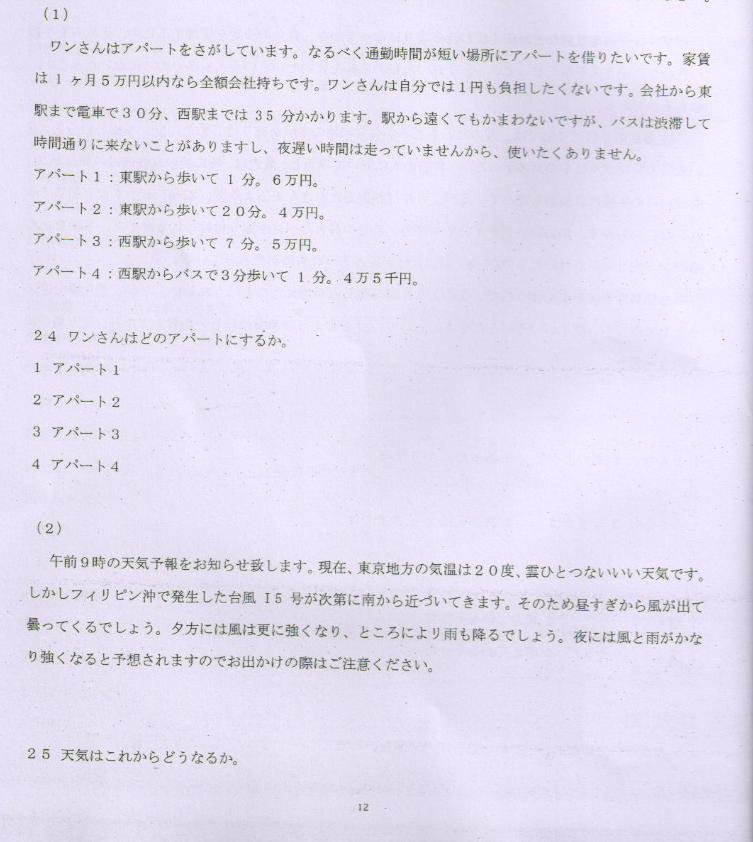 (1)
ワンさんはアパートをさがしています。なるべく通勤時間が短い場所にアパートを借りたいです。家賃
は 1 ヶ月5万円以内なら全額会社持ちです。ワンさんは自分では1円も負担したくないです。会社から東
駅まで電車で30分、西駅までは 35 分かかります。駅から遠くてもかまわないですが、バスは渋滞して
時間通りに来ないことがありますし、夜遅い時間は走っていませんから、使いたくありません。
アパート1:東駅から歩いて 1 分。6万円。
アパート2:東駅から歩いて20分。4万円。
アパート3:西駅から歩いて 7 分。5万円。
アパート4:西駅からバスで3分歩いて 1 分。4万5千円。
24 ワンさんはどのアパートにするか。
1 アパート1
2 アパート2
3 アパート3
4 アパート4
(2)
午前9時の天気予報をお知らせ致します。現在、東京地方の気温は20度、雲ひとつないいい天気です。
しかしフィリピン沖で発生した台風 15 号が次第に南から近づいてきます。そのため昼すぎから風が出て
曇ってくるでしょう。夕方には風は更に強くなり、ところにより雨も降るでしょう。夜には風と雨がかな
り強くなると予想されますのでお出かけの際はご注意ください。
25 天気はこれからどうなるか。
12